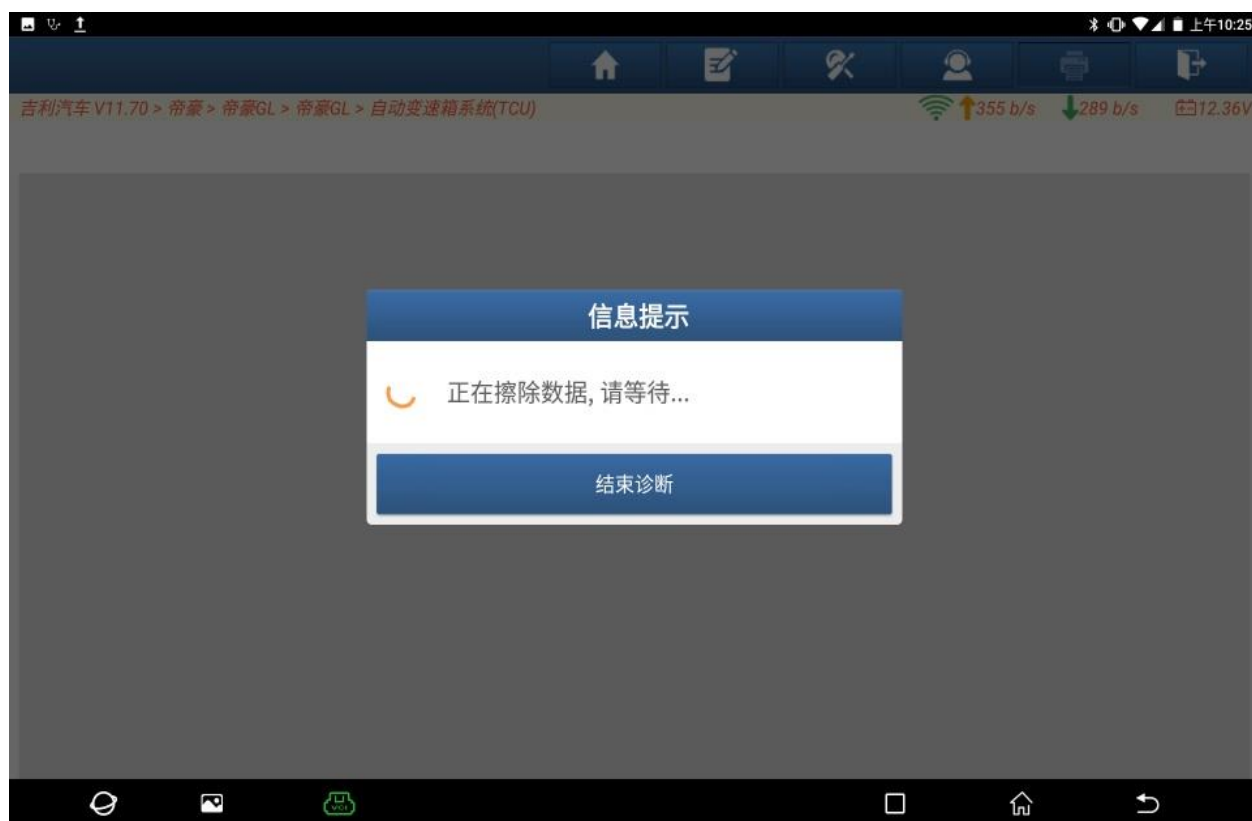 上午10:25
吉利汽车 V11.70 > 帝豪 > 帝豪GL > 帝豪GL > 自动变速箱系统(TCU) 355 b/s 289 b/s 12.36V
信息提示
正在擦除数据, 请等待...
结束诊断
VCI